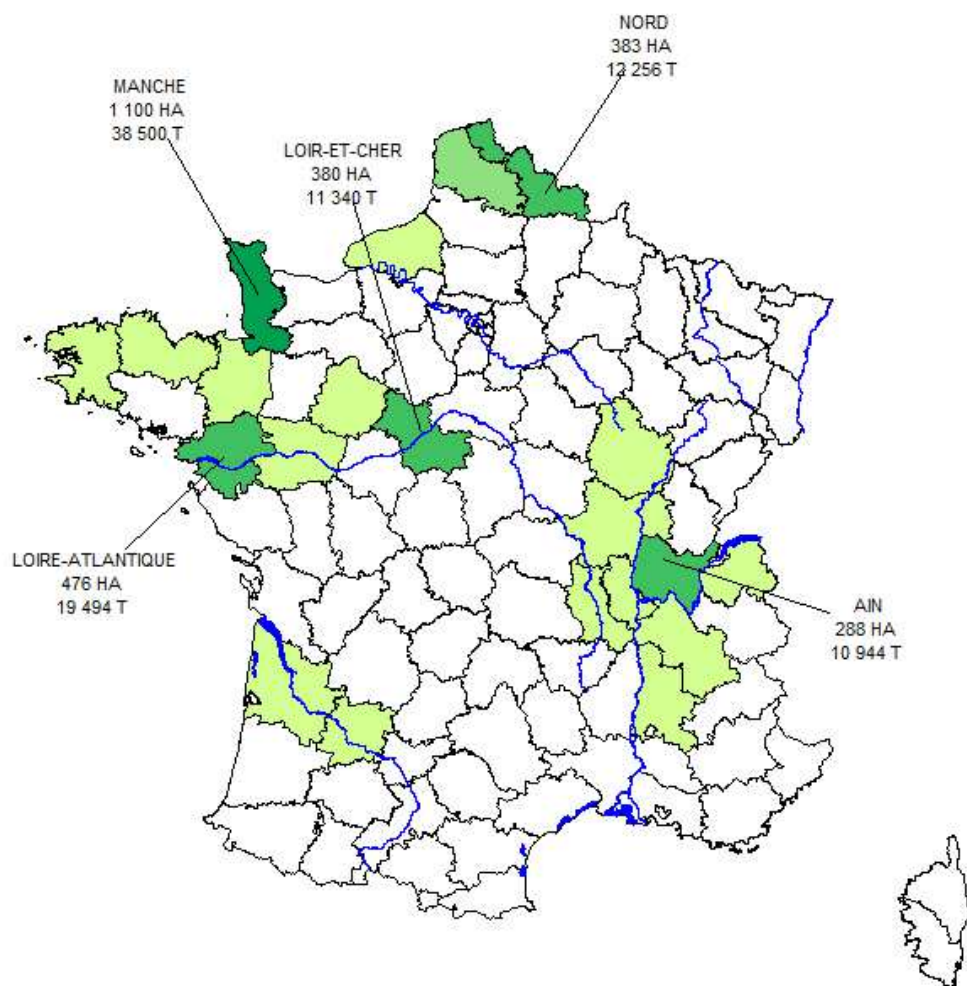 NORD
383 HA
12 256 T
MANCHE
1 100 HA
38 500 T
LOIR-ET-CHER
380 HA
11 340 T
LOIRE-ATLANTIQUE
476 HA
19 494 T
AIN
288 HA
10 944 T